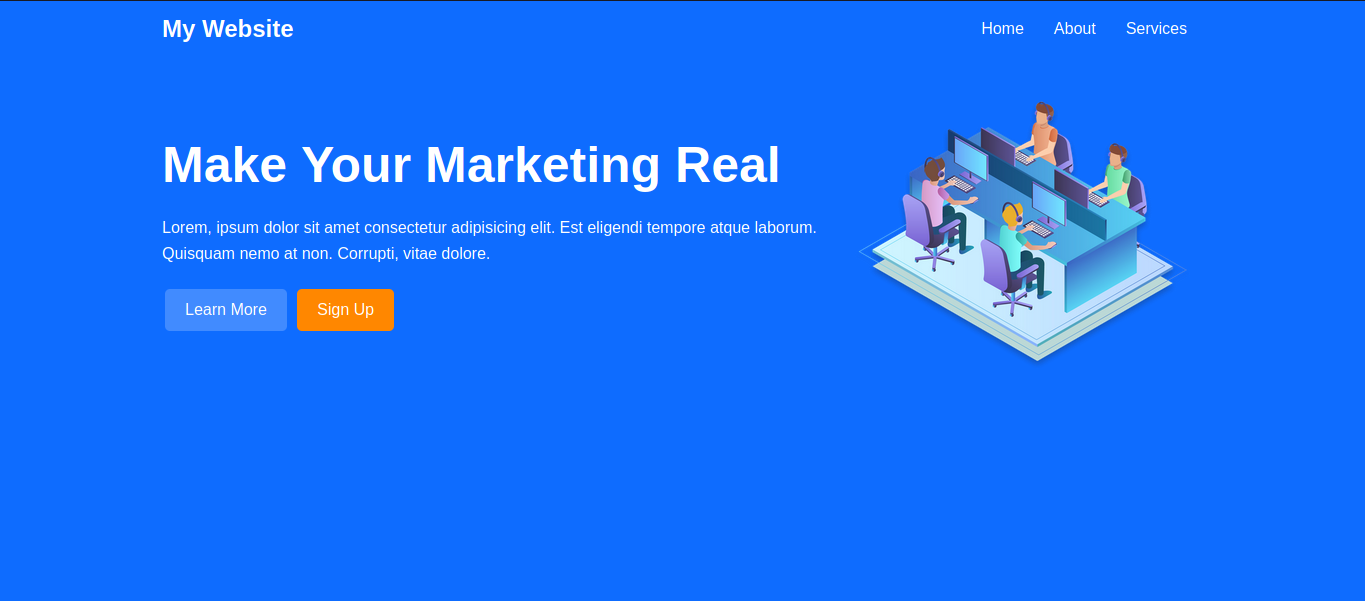 My Website
Home About Services
Make Your Marketing Real
Lorem, ipsum dolor sit amet consectetur adipisicing elit. Est eligendi tempore atque laborum.
Quisquam nemo at non. Corrupti, vitae dolore.
Learn More Sign Up